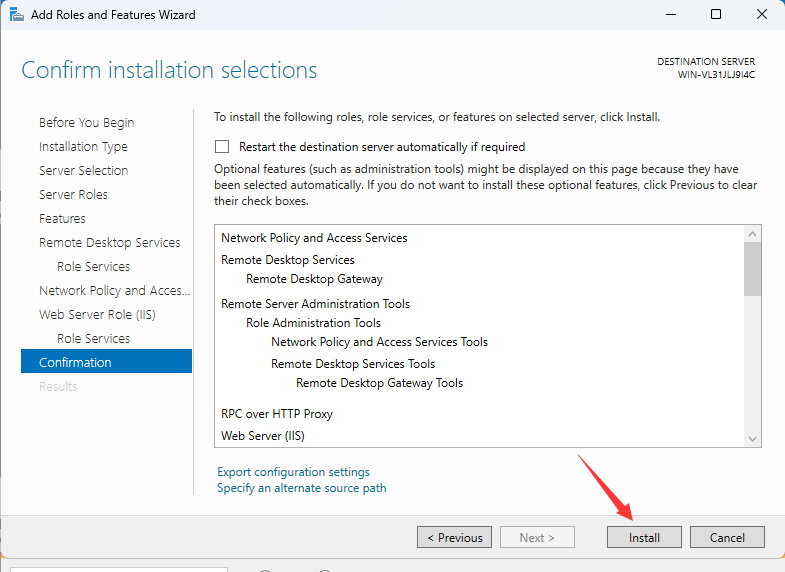 Add Roles and Features Wizard
Confirm installation selections
DESTINATION SERVER
WIN-VL31JLJ9I4C
Before You Begin
Installation Type
Server Selection
Server Roles
Features
Remote Desktop Services
Role Services
Network Policy and Acces...
Web Server Role (IIS)
Role Services
Confirmation
Results
To install the following roles, role services, or features on selected server, click Install.
Restart the destination server automatically if required
Optional features (such as administration tools) might be displayed on this page because they have
been selected automatically. If you do not want to install these optional features, click Previous to clear
their check boxes.
Network Policy and Access Services
Remote Desktop Services
Remote Desktop Gateway
Remote Server Administration Tools
Role Administration Tools
Network Policy and Access Services Tools
Remote Desktop Services Tools
Remote Desktop Gateway Tools
RPC over HTTP Proxy
Web Server (IIS)
Export configuration settings
Specify an alternate source path
< Previous
Next >
Install
Cancel